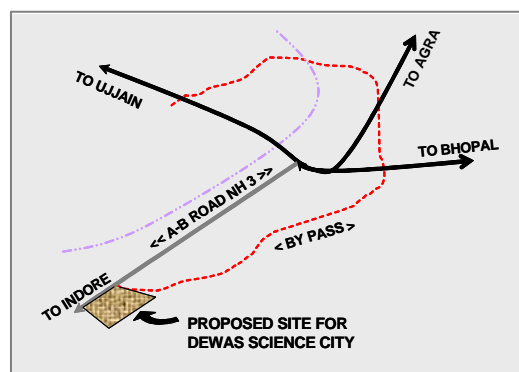 TO UJJAIN
TO AGRA
TO BHOPAL
<< A-B ROAD NH 3 >>
< BY PASS >
TO INDORE
PROPOSED SITE FOR
DEWAS SCIENCE CITY